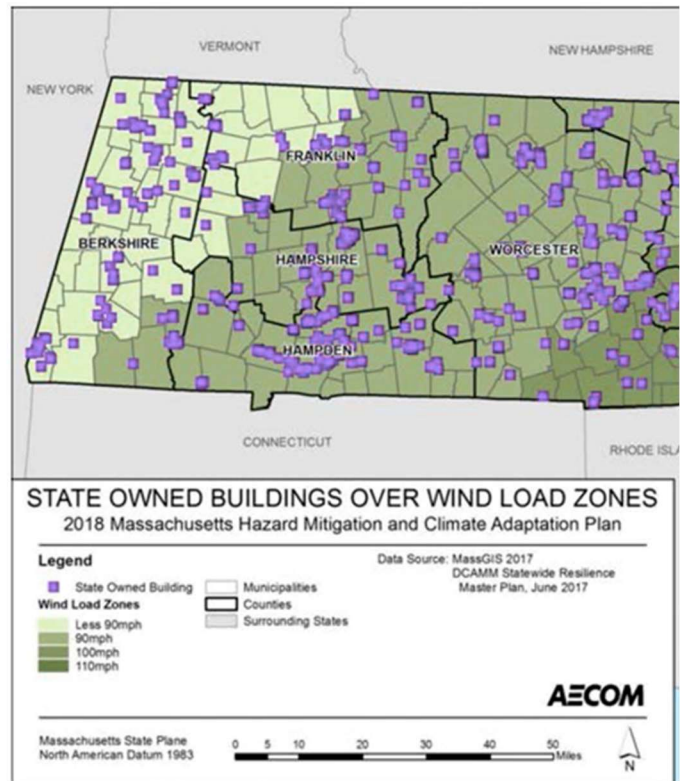 VERMONT
NEW HAMPSHIRE
NEW YORK
FRANKLIN
BERKSHIRE
HAMPSHIRE
WORCESTER
HAMPDEN
CONNECTICUT
RHODE ISLA
STATE OWNED BUILDINGS OVER WIND LOAD ZONES
2018 Massachusetts Hazard Mitigation and Climate Adaptation Plan
Legend
State Owned Building
Wind Load Zones
Less 90mph
90mph
100mph
110mph
Municipalities
Counties
Surrounding States
Data Source: MassGIS 2017
DCAMM Statewide Resilience
Master Plan, June 2017
AECOM
Massachusetts State Plane
North American Datum 1983
0 5 10 20 30 40 50 Miles
N